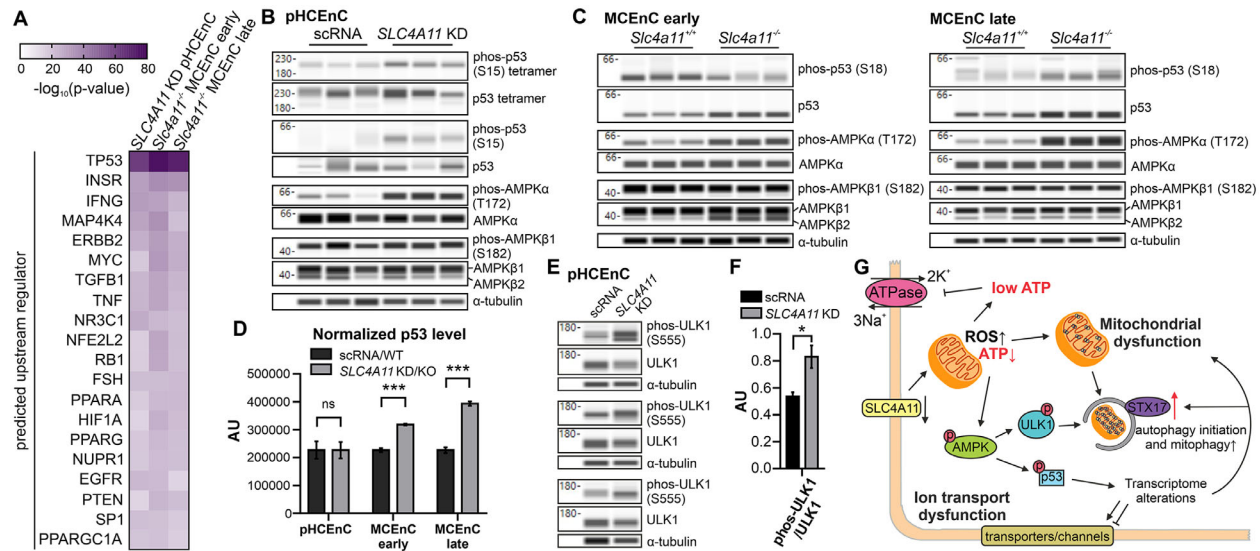 A
0 20 40 60 80
-log10(p-value)
SLC4A11 KD pHCEnC
Slc4a11-/- MCEnC early
Slc4a11-/- MCEnC late
predicted upstream regulator
TP53
INSR
IFNG
MAP4K4
ERBB2
MYC
TGFB1
TNF
NR3C1
NFE2L2
RB1
FSH
PPARA
HIF1A
PPARG
NUPR1
EGFR
PTEN
SP1
PPARGC1A
B
pHCEnC
scRNA SLC4A11 KD
230-
180-
phos-p53
(S15) tetramer
230-
180-
p53 tetramer
66-
phos-p53
(S15)
p53
66-
phos-AMPKα
(T172)
66-
AMPKα
40-
phos-AMPKβ1
(S182)
40-
AMPKβ1
AMPKβ2
α-tubulin
C
MCEnC early
Slc4a11+/+ Slc4a11-/-
66-
phos-p53 (S18)
p53
66-
phos-AMPKα (T172)
AMPKα
40-
phos-AMPKβ1 (S182)
40-
AMPKβ1
AMPKβ2
α-tubulin
MCEnC late
Slc4a11+/+ Slc4a11-/-
66-
phos-p53 (S18)
p53
66-
phos-AMPKα (T172)
AMPKα
40-
phos-AMPKβ1 (S182)
40-
AMPKβ1
AMPKβ2
α-tubulin
D
Normalized p53 level
scRNA/WT
SLC4A11 KD/KO
AU
500000
400000
300000
200000
100000
0
ns
***
***
pHCEnC
MCEnC
early
MCEnC
late
E
pHCEnC
scRNA
SLC4A11
KD
180-
phos-ULK1
(S555)
ULK1
α-tubulin
180-
phos-ULK1
(S555)
ULK1
α-tubulin
180-
phos-ULK1
(S555)
ULK1
α-tubulin
F
scRNA
SLC4A11 KD
AU
1.0
0.8
0.6
0.4
0.2
0.0
*
phos-ULK1
/ULK1
G
2K+
ATPase
3Na+
low ATP
ROS↑
ATP↓
Mitochondrial
dysfunction
SLC4A11
p
AMPK
p
ULK1
p
p53
STX17
autophagy initiation
and mitophagy↑
Transcriptome
alterations
Ion transport
dysfunction
transporters/channels